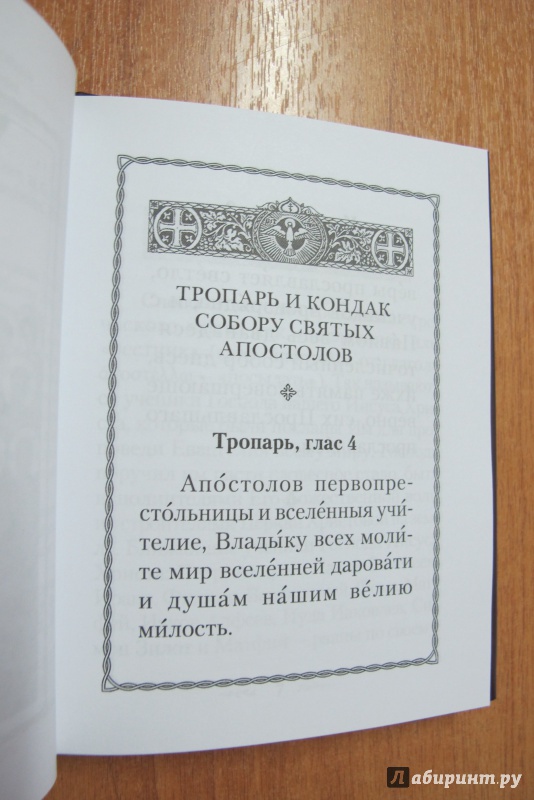 ТРОПАРЬ И КОНДАК
СОБОРУ СВЯТЫХ
АПОСТОЛОВ
Тропарь, глас 4
Апо́столов первопре-
сто́льницы и вселе́нныя учи́-
телие, Влады́ку всех моли́-
те мир вселе́нней дарова́ти
и душа́м на́шим ве́лию
ми́лость.
Лабиринт.ру